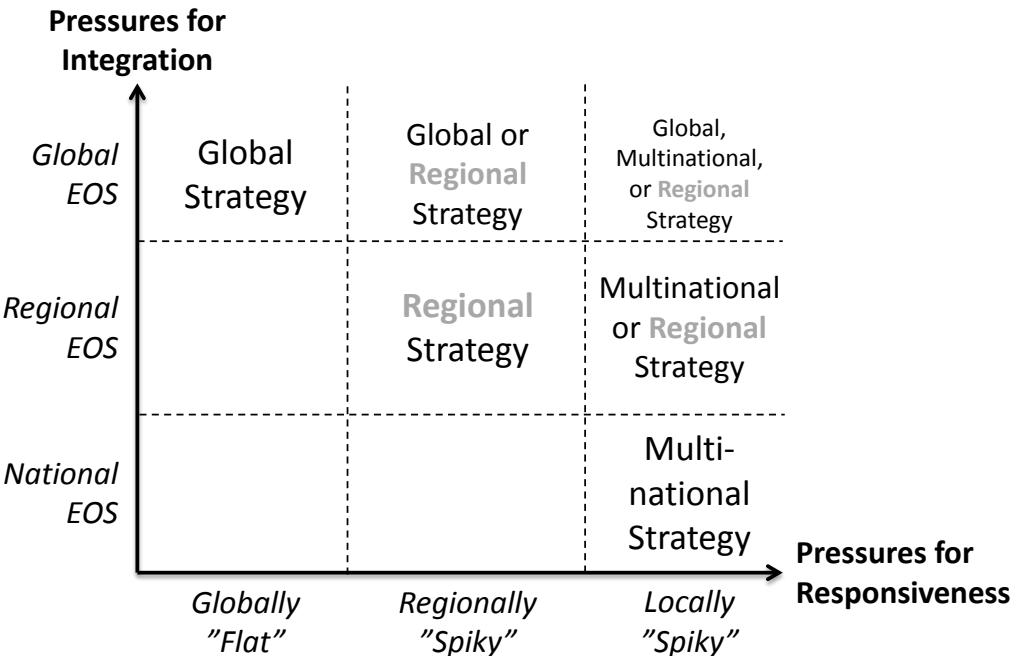 Pressures for
Integration
Global
EOS
Global
Strategy
Global or
Regional
Strategy
Global,
Multinational,
or Regional
Strategy
Regional
EOS
Regional
Strategy
Multinational
or Regional
Strategy
National
EOS
Multi-
national
Strategy
Pressures for
Responsiveness
Globally
”Flat”
Regionally
”Spiky”
Locally
”Spiky”